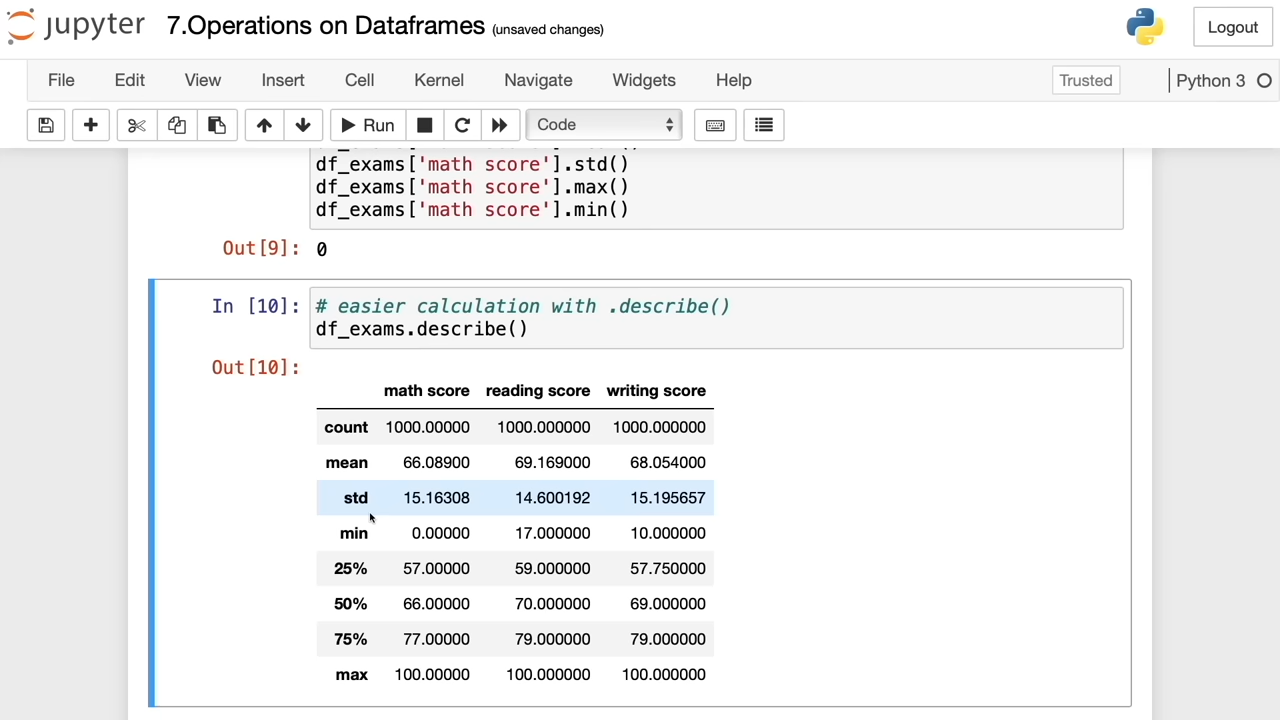 jupyter 7.Operations on Dataframes (unsaved changes) Logout
File Edit View Insert Cell Kernel Navigate Widgets Help Trusted Python 3
Run Code
df_exams['math score'].std()
df_exams['math score'].max()
df_exams['math score'].min()
Out[9]: 0
In [10]: # easier calculation with .describe()
df_exams.describe()
Out[10]:
math score reading score writing score
count 1000.00000 1000.000000 1000.000000
mean 66.08900 69.169000 68.054000
std 15.16308 14.600192 15.195657
min 0.00000 17.000000 10.000000
25% 57.00000 59.000000 57.750000
50% 66.00000 70.000000 69.000000
75% 77.00000 79.000000 79.000000
max 100.00000 100.000000 100.000000